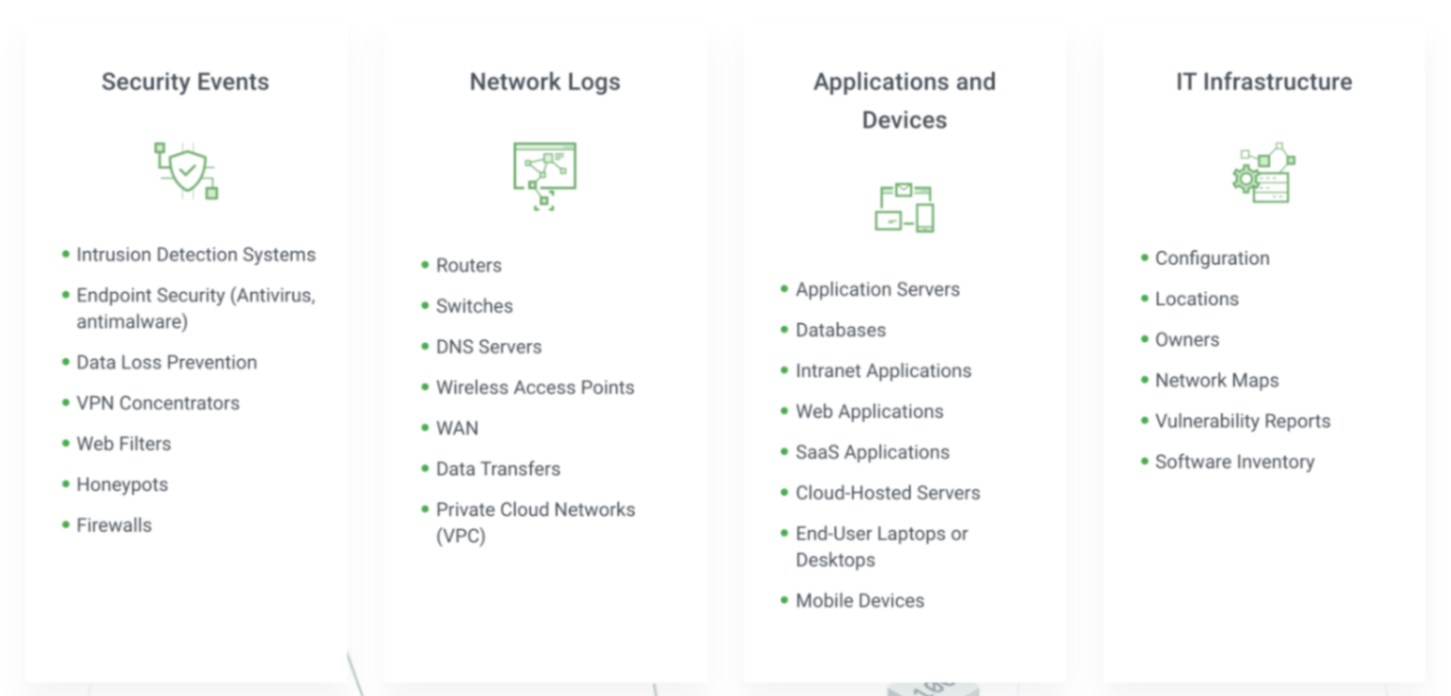 Security Events
Intrusion Detection Systems
Endpoint Security (Antivirus,
antimalware)
Data Loss Prevention
VPN Concentrators
Web Filters
Honeypots
Firewalls
Network Logs
Routers
Switches
DNS Servers
Wireless Access Points
WAN
Data Transfers
Private Cloud Networks
(VPC)
Applications and
Devices
Application Servers
Databases
Intranet Applications
Web Applications
SaaS Applications
Cloud-Hosted Servers
End-User Laptops or
Desktops
Mobile Devices
IT Infrastructure
Configuration
Locations
Owners
Network Maps
Vulnerability Reports
Software Inventory